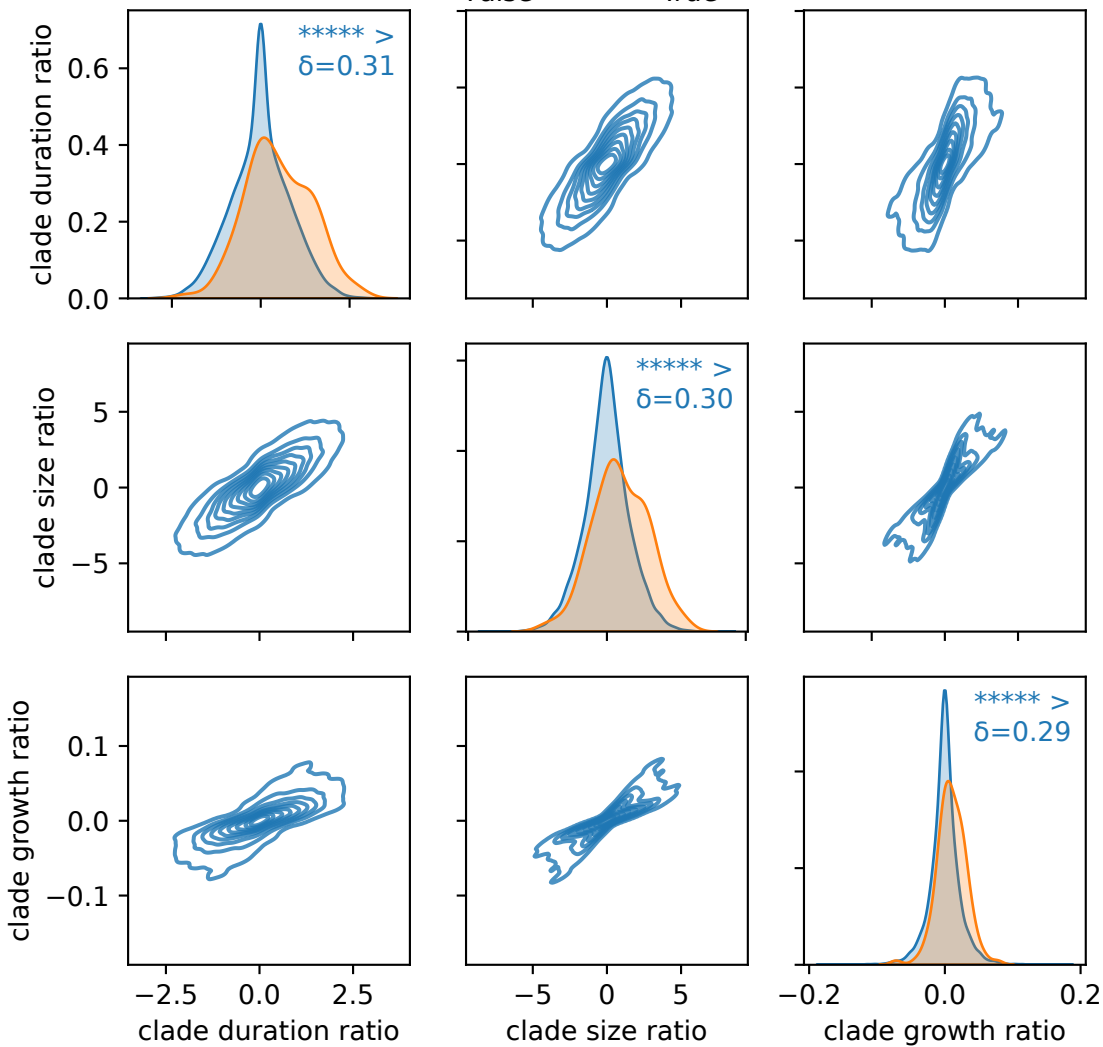 clade duration ratio
0.6
0.4
0.2
0.0
***** >
δ=0.31
clade size ratio
5
0
−5
***** >
δ=0.30
clade growth ratio
0.1
0.0
−0.1
***** >
δ=0.29
−2.5 0.0 2.5
−5 0 5
−0.2 0.0 0.2
clade duration ratio
clade size ratio
clade growth ratio